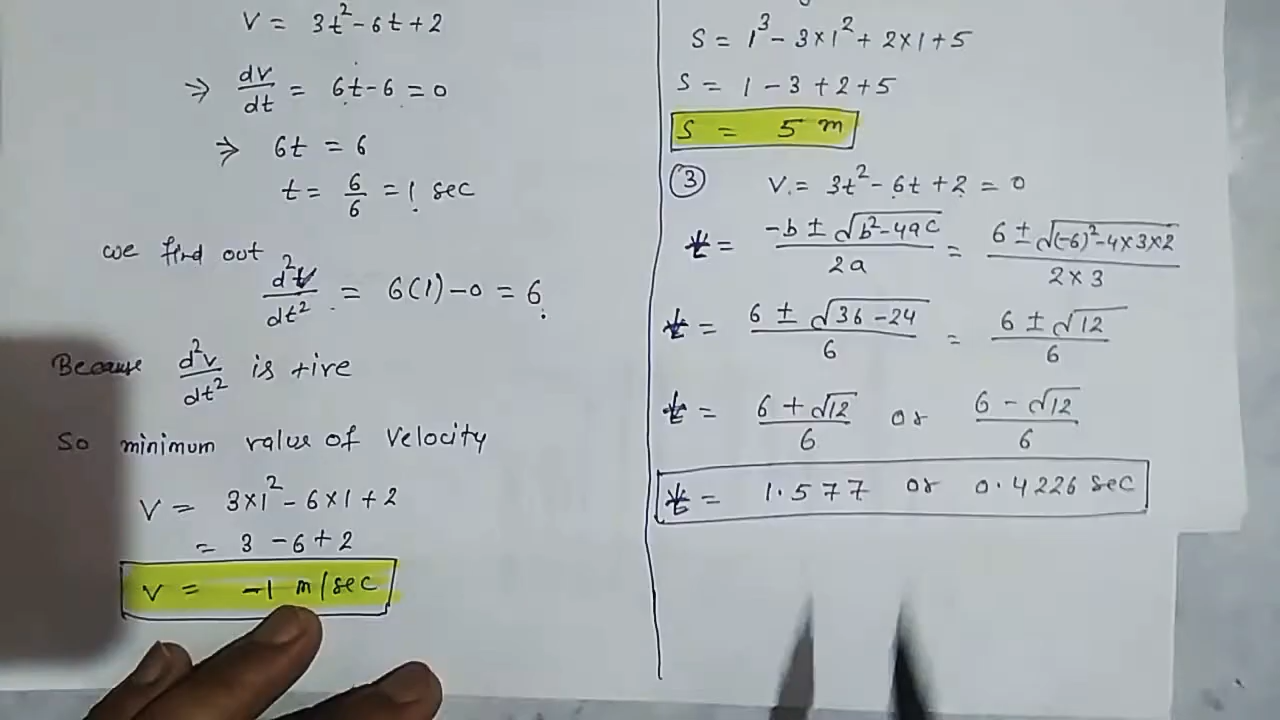 V = 3t² - 6t + 2
⇒ dv/dt = 6t - 6 = 0
⇒ 6t = 6
t = 6/6 = 1 sec
we find out
d²v/dt² = 6(1) - 0 = 6
Because d²v/dt² is +ive
So minimum value of Velocity
V = 3×1² - 6×1 + 2
= 3 - 6 + 2
V = -1 m/sec
S = 1³ - 3×1² + 2×1 + 5
S = 1 - 3 + 2 + 5
S = 5 m
③ V = 3t² - 6t + 2 = 0
t = (-b ± √(b² - 4ac))/2a = (6 ± √((-6)² - 4×3×2))/(2×3)
t = (6 ± √(36 - 24))/6 = (6 ± √12)/6
t = (6 + √12)/6 or (6 - √12)/6
t = 1.577 or 0.4226 sec